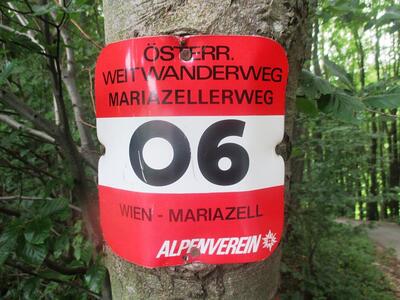 ÖSTERR.
WEITWANDERWEG
MARIAZELLERWEG
06
WIEN - MARIAZELL
ALPENVEREIN